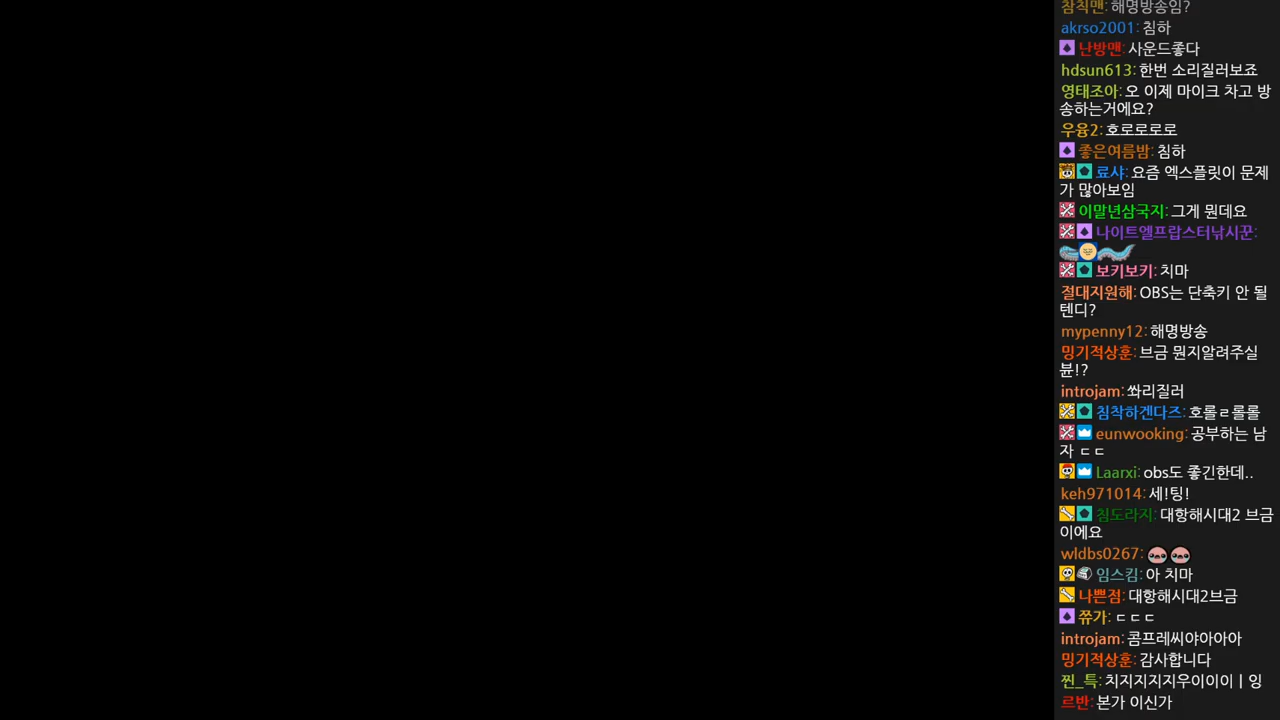 참칙맨: 해명방송임?
akrso2001: 침하
난방맨: 사운드좋다
hdsun613: 한번 소리질러보죠
영태조아: 오 이제 마이크 차고 방
송하는거에요?
우융2: 호로로로로
좋은여름밤: 침하
료샤: 요즘 엑스플릿이 문제
가 많아보임
이말년삼국지: 그게 뭔데요
나이트엘프랍스터낚시꾼:
보키보키: 치마
절대지원해: OBS는 단축키 안 될
텐디?
mypenny12: 해명방송
밍기적상훈: 브금 뭔지알려주실
뷴!?
introjam: 쏴리질러
침착하겐다즈: 호롤ㄹ롤롤
eunwooking: 공부하는 남
자 ㄷㄷ
Laarxi: obs도 좋긴한데..
keh971014: 세!팅!
침도라지: 대항해시대2 브금
이에요
wldbs0267:
임스킴: 아 치마
나쁜점: 대항해시대2브금
쮸가: ㄷㄷㄷ
introjam: 콤프레씨야아아아
밍기적상훈: 감사합니다
찐_특: 치지지지지우이이이ㅣ잉
르반: 본가 이신가